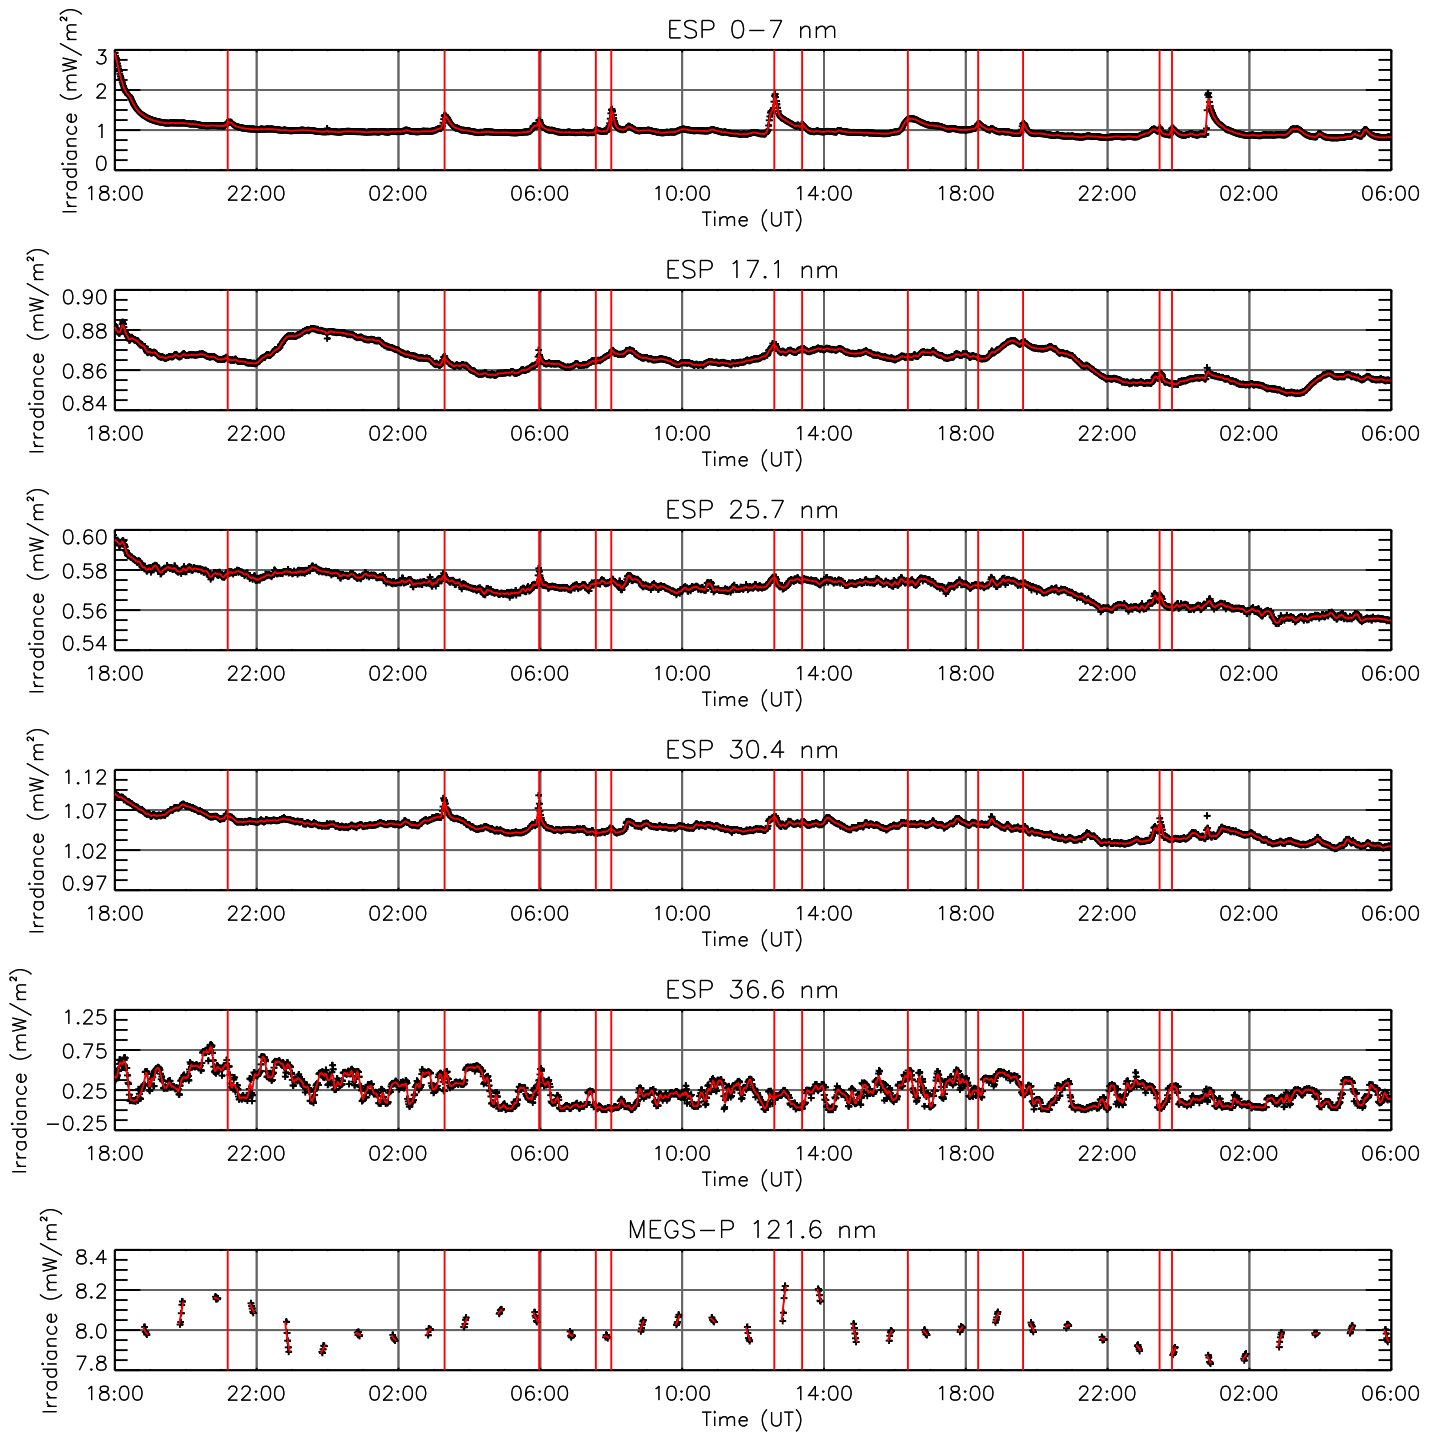 ESP 0-7 nm
Irradiance (mW/m²)
3
2
1
0
18:00 22:00 02:00 06:00 10:00 14:00 18:00 22:00 02:00 06:00
Time (UT)
ESP 17.1 nm
Irradiance (mW/m²)
0.90
0.88
0.86
0.84
18:00 22:00 02:00 06:00 10:00 14:00 18:00 22:00 02:00 06:00
Time (UT)
ESP 25.7 nm
Irradiance (mW/m²)
0.60
0.58
0.56
0.54
18:00 22:00 02:00 06:00 10:00 14:00 18:00 22:00 02:00 06:00
Time (UT)
ESP 30.4 nm
Irradiance (mW/m²)
1.12
1.07
1.02
0.97
18:00 22:00 02:00 06:00 10:00 14:00 18:00 22:00 02:00 06:00
Time (UT)
ESP 36.6 nm
Irradiance (mW/m²)
1.25
0.75
0.25
-0.25
18:00 22:00 02:00 06:00 10:00 14:00 18:00 22:00 02:00 06:00
Time (UT)
MEGS-P 121.6 nm
Irradiance (mW/m²)
8.4
8.2
8.0
7.8
18:00 22:00 02:00 06:00 10:00 14:00 18:00 22:00 02:00 06:00
Time (UT)